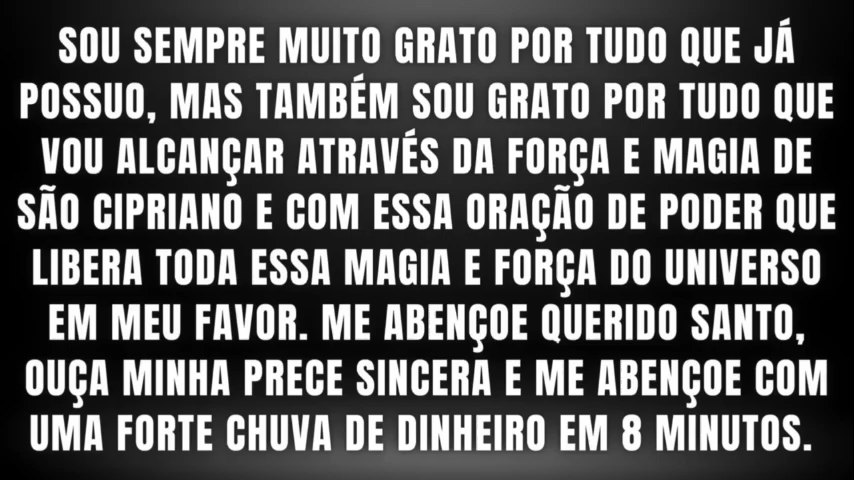 SOU SEMPRE MUITO GRATO POR TUDO QUE JÁ
POSSUO, MAS TAMBÉM SOU GRATO POR TUDO QUE
VOU ALCANÇAR ATRAVÉS DA FORÇA E MAGIA DE
SÃO CIPRIANO E COM ESSA ORAÇÃO DE PODER QUE
LIBERA TODA ESSA MAGIA E FORÇA DO UNIVERSO
EM MEU FAVOR. ME ABENÇOE QUERIDO SANTO,
OUÇA MINHA PRECE SINCERA E ME ABENÇOE COM
UMA FORTE CHUVA DE DINHEIRO EM 8 MINUTOS.